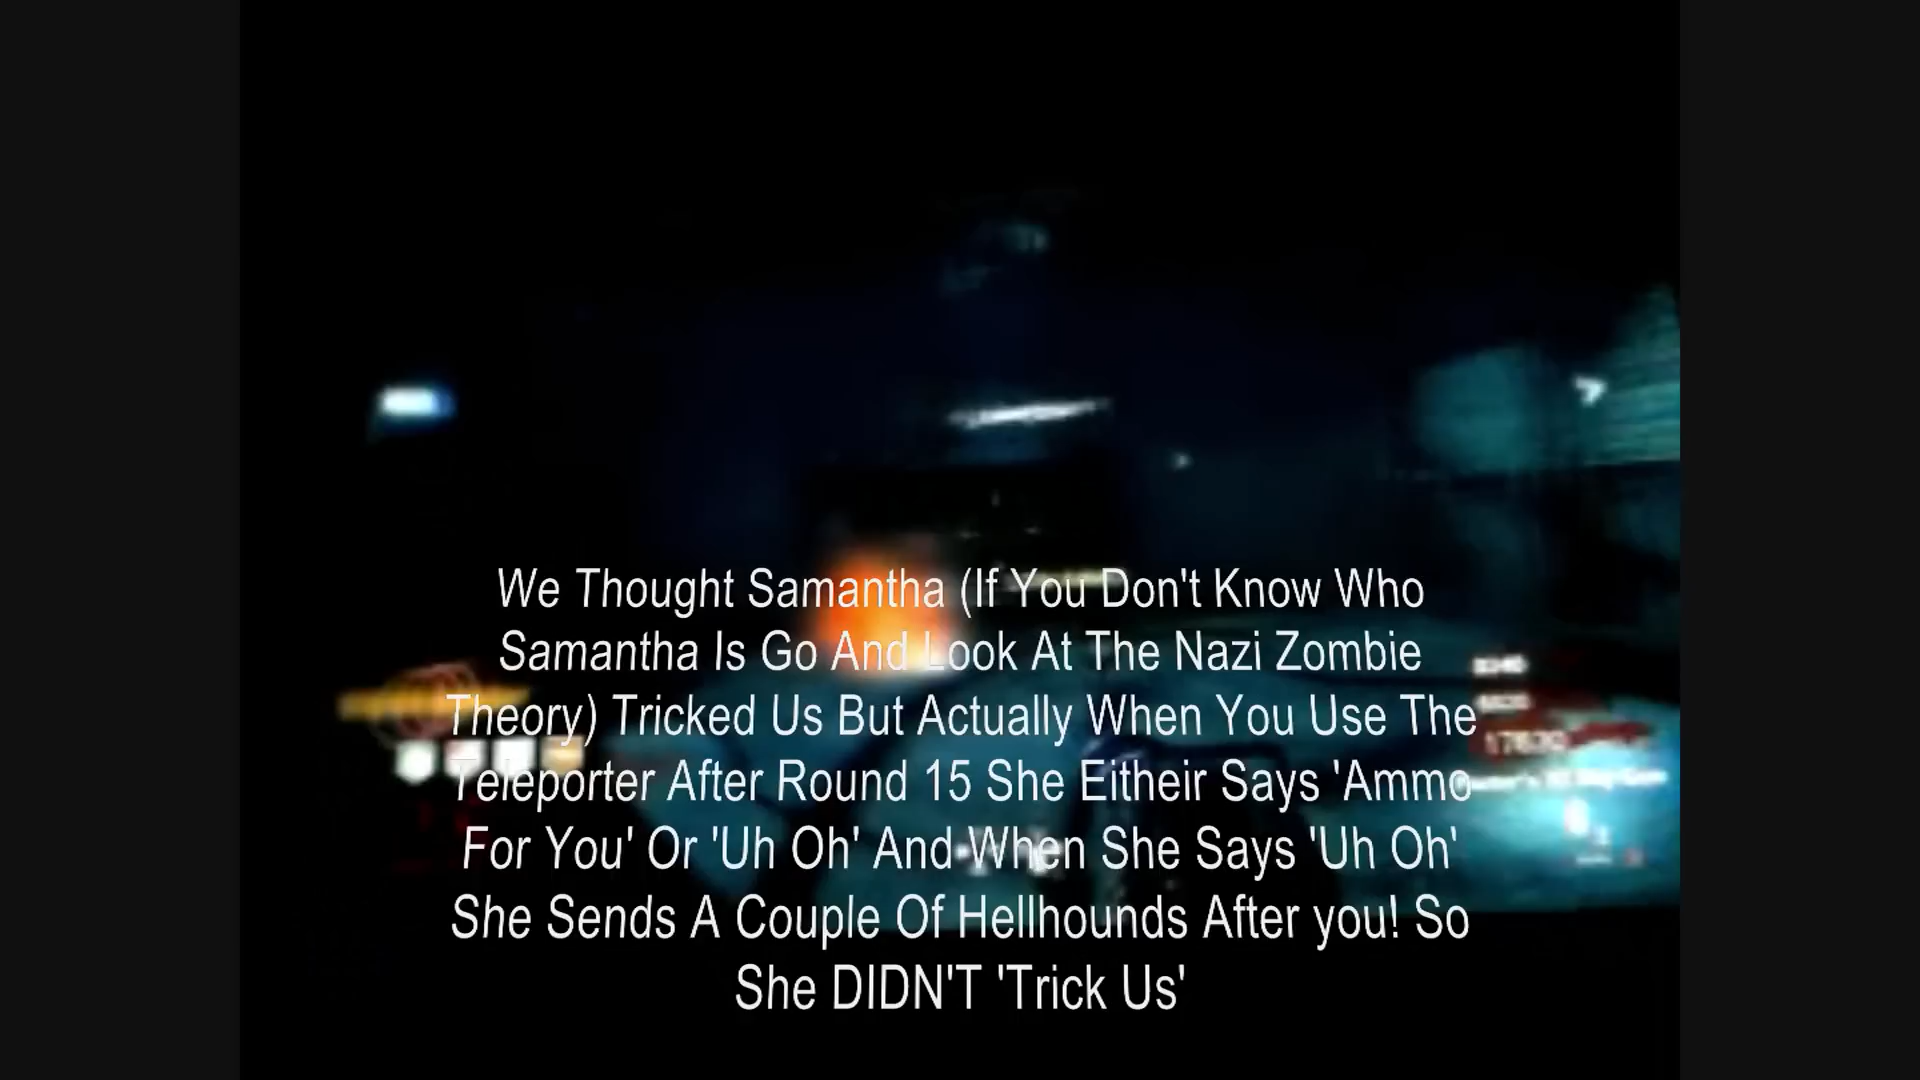 We Thought Samantha (If You Don't Know Who
Samantha Is Go And Look At The Nazi Zombie
Theory) Tricked Us But Actually When You Use The
Teleporter After Round 15 She Eitheir Says 'Ammo
For You' Or 'Uh Oh' And When She Says 'Uh Oh'
She Sends A Couple Of Hellhounds After you! So
She DIDN'T 'Trick Us'
17630